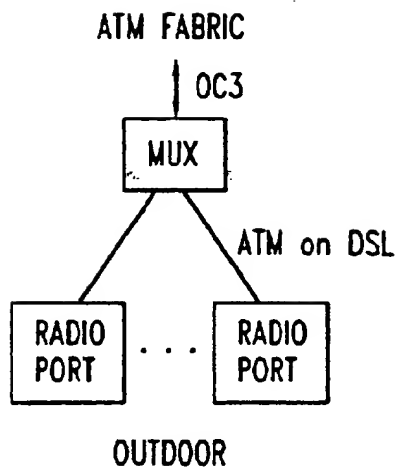 ATM FABRIC
OC3
MUX
ATM on DSL
RADIO
PORT
. . .
RADIO
PORT
OUTDOOR